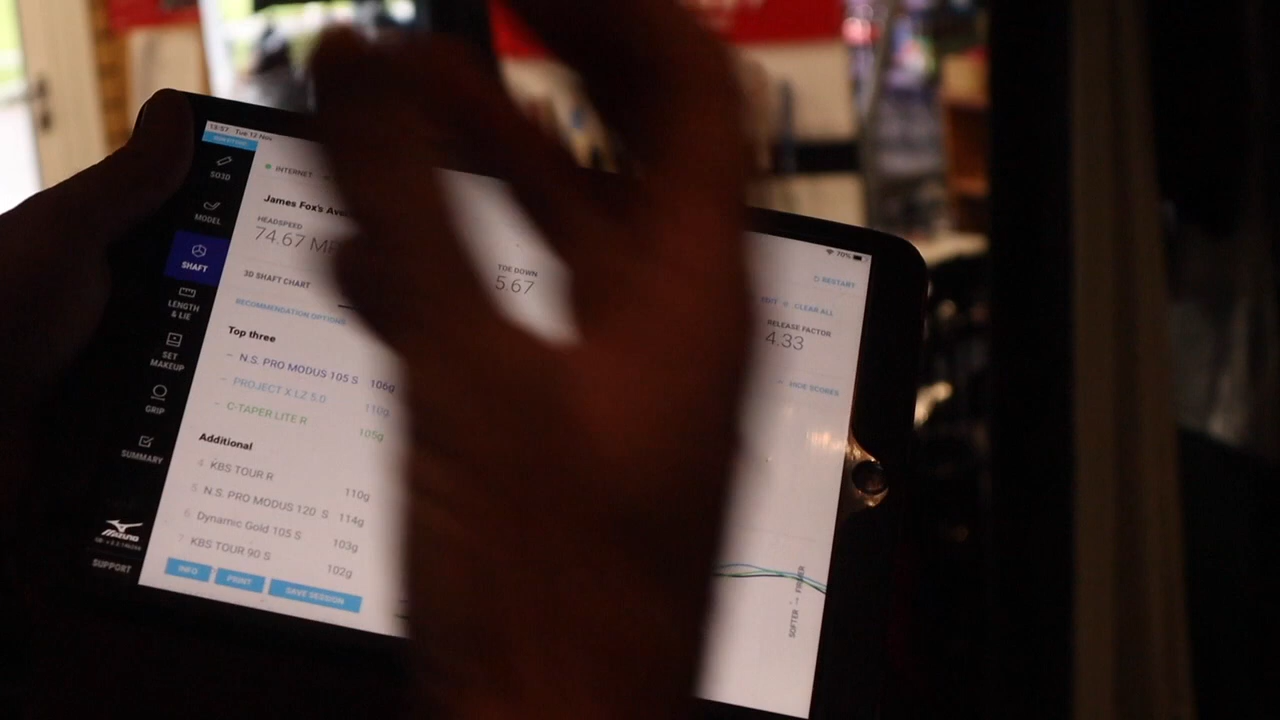 13:57 Tue 12 Nov
70%
SO3D
MODEL
SHAFT
LENGTH
& LIE
SET
MAKEUP
GRIP
SUMMARY
MIZUNO
SUPPORT
INTERNET
RESTART
CLEAR ALL
James Fox's
HEADSPEED
74.67
TOE DOWN
5.67
RELEASE FACTOR
4.33
3D SHAFT CHART
RECOMMENDATION OPTIONS
HIDE SCORES
Top three
N.S. PRO MODUS 105 S 106g
PROJECT X LZ 5.0 110g
C-TAPER LITE R 105g
Additional
4 KBS TOUR R 110g
5 N.S. PRO MODUS 120 S 114g
6 Dynamic Gold 105 S 103g
7 KBS TOUR 90 S 102g
INFO
PRINT
SAVE SESSION
SOFTER → FIRMER